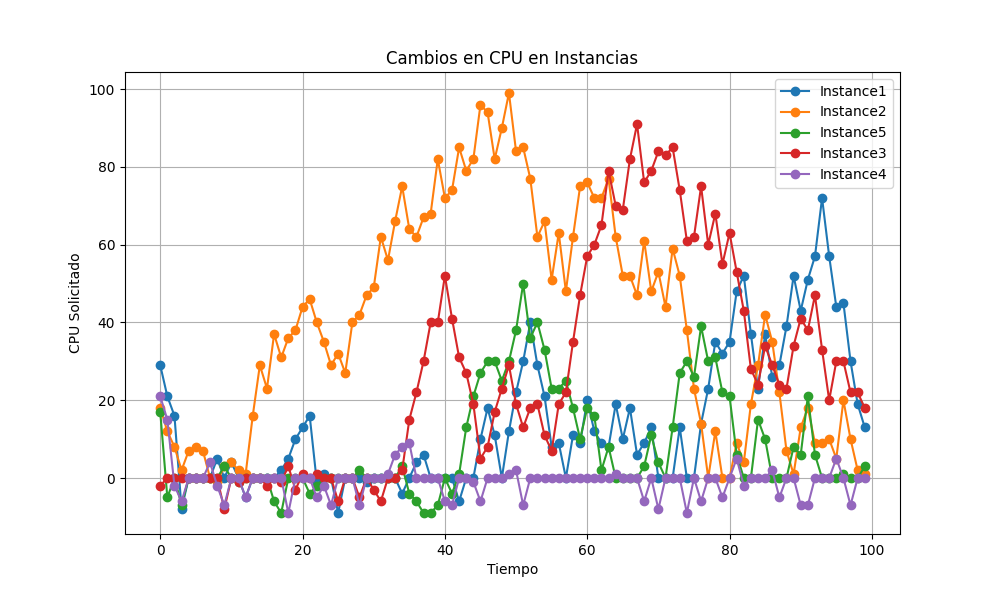 Cambios en CPU en Instancias
CPU Solicitado
100
80
60
40
20
0
0 20 40 60 80 100
Tiempo
Instance1
Instance2
Instance5
Instance3
Instance4